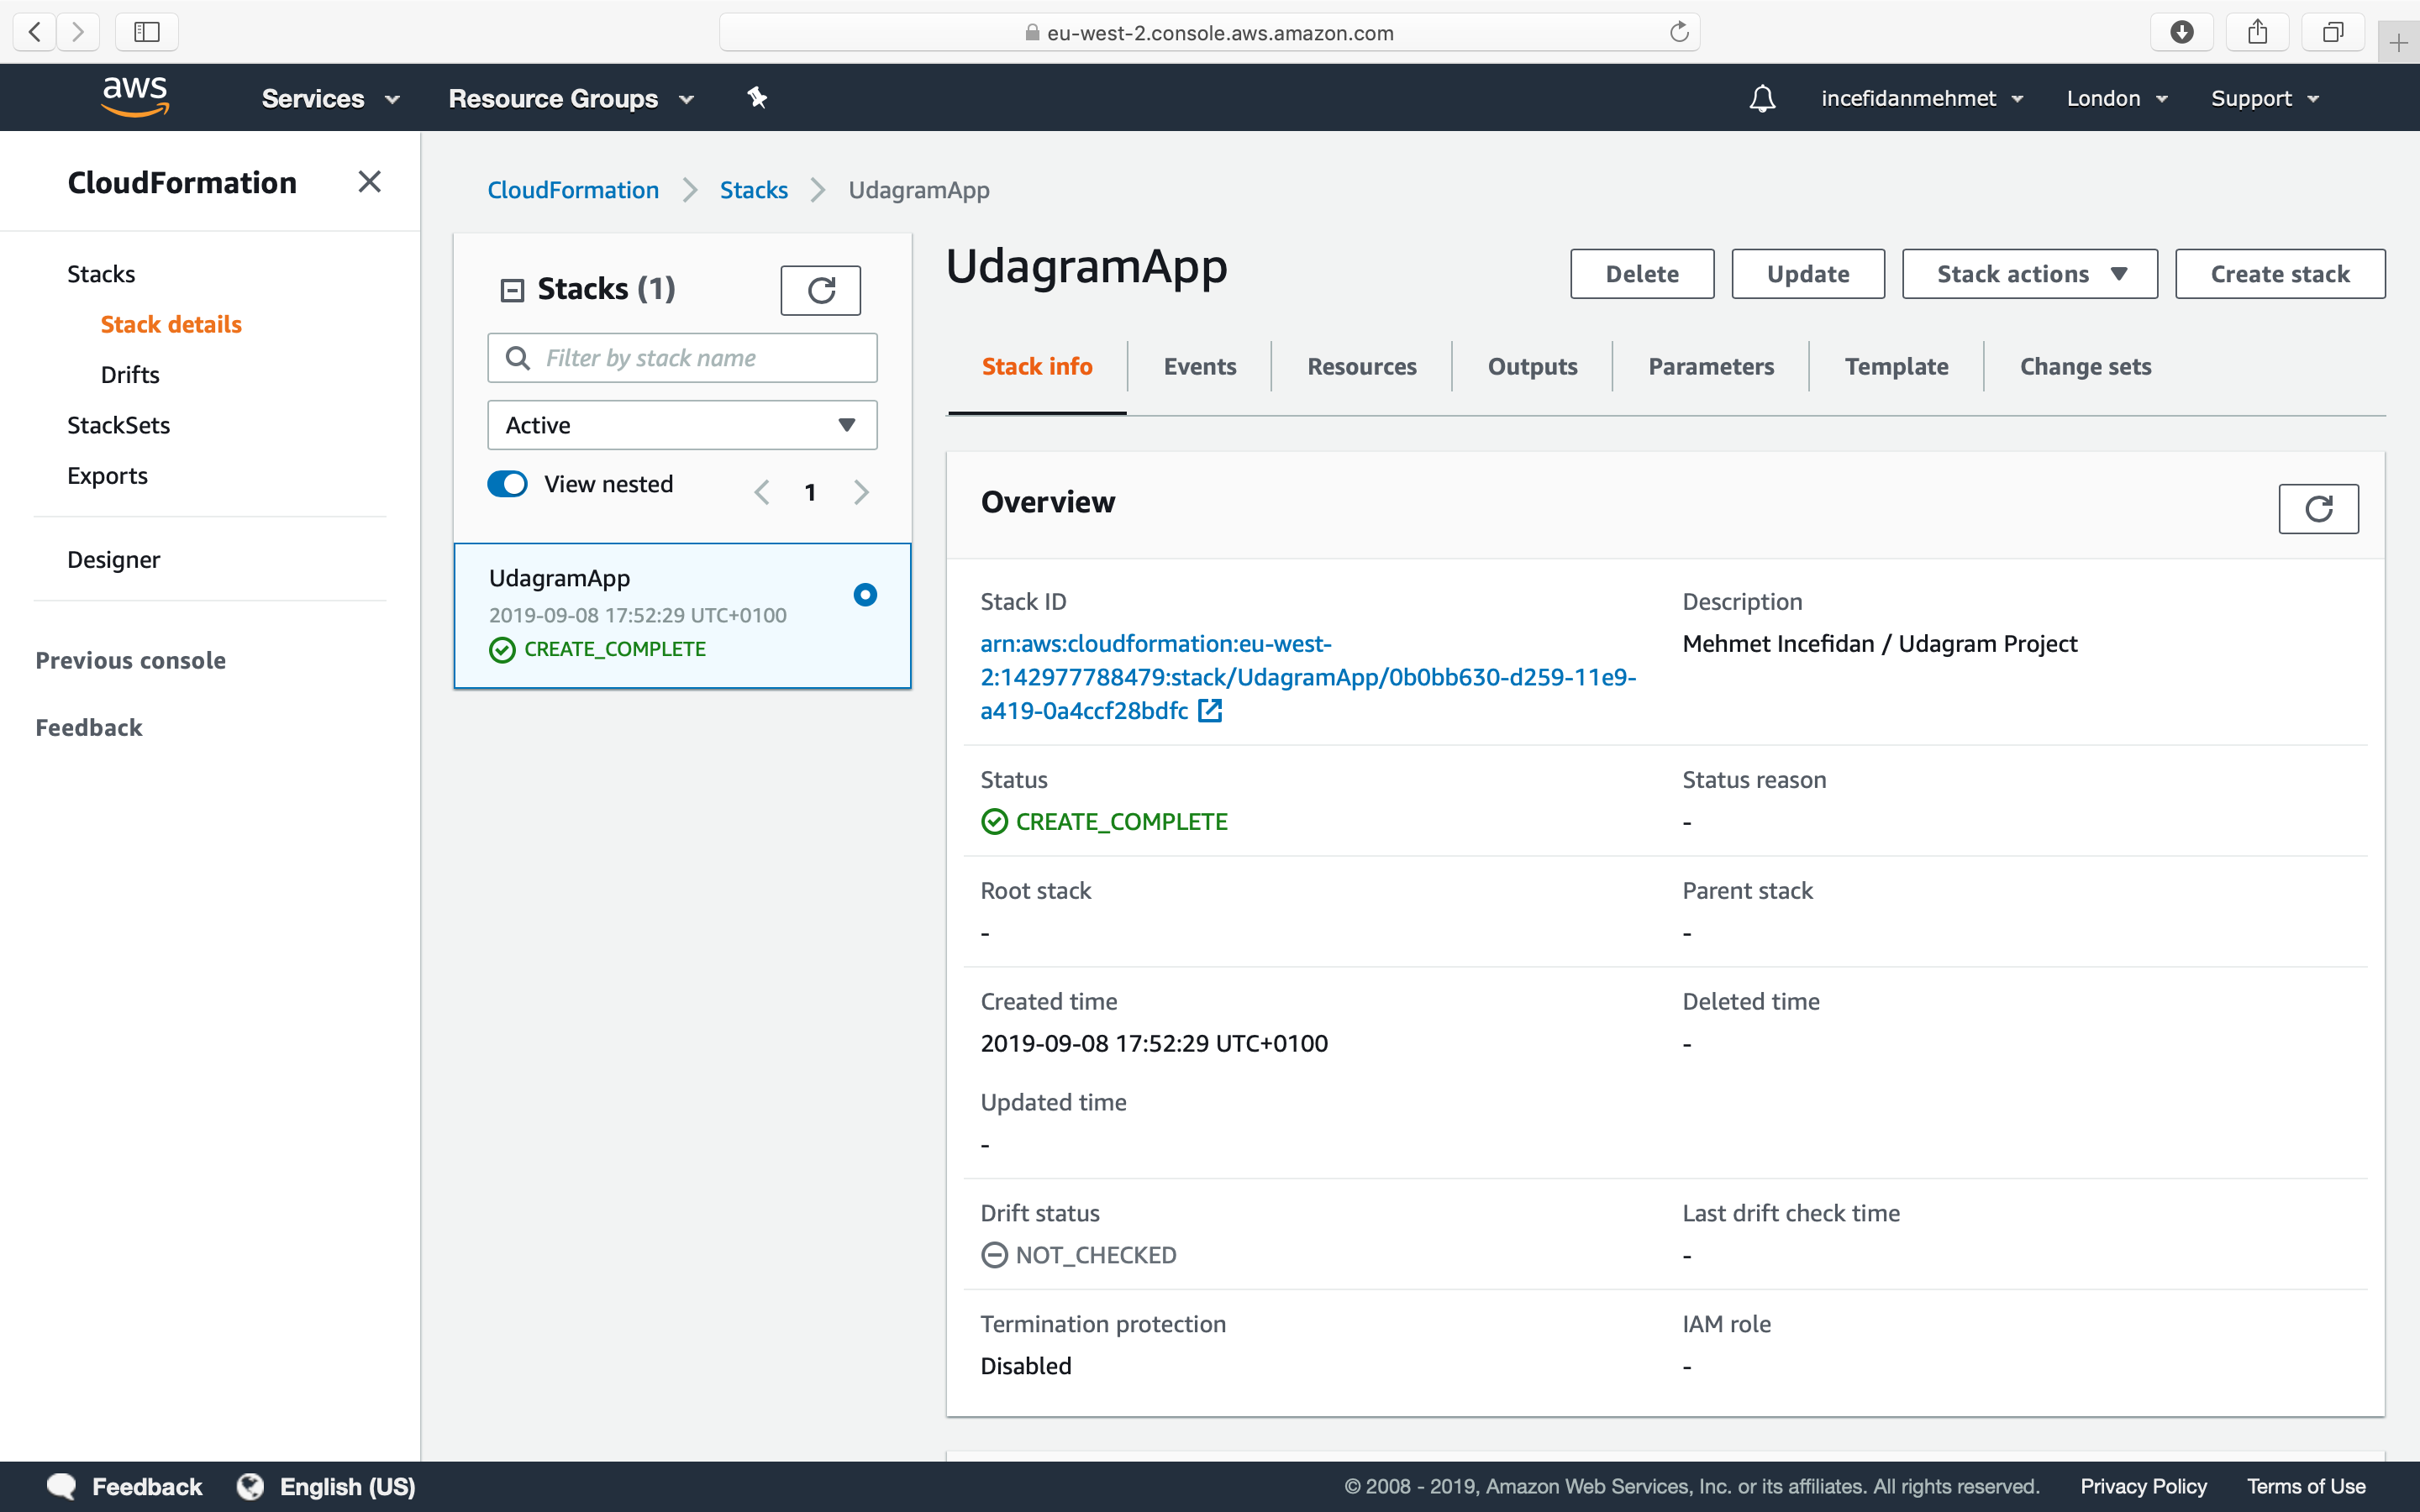 eu-west-2.console.aws.amazon.com
aws Services Resource Groups incefidanmehmet London Support
CloudFormation
Stacks
Stack details
Drifts
StackSets
Exports
Designer
Previous console
Feedback
CloudFormation Stacks UdagramApp
Stacks (1)
Filter by stack name
Active
View nested 1
UdagramApp
2019-09-08 17:52:29 UTC+0100
CREATE_COMPLETE
UdagramApp
Delete Update Stack actions Create stack
Stack info Events Resources Outputs Parameters Template Change sets
Overview
Stack ID
arn:aws:cloudformation:eu-west-
2:142977788479:stack/UdagramApp/0b0bb630-d259-11e9-
a419-0a4ccf28bdfc
Description
Mehmet Incefidan / Udagram Project
Status
CREATE_COMPLETE
Status reason
-
Root stack
-
Parent stack
-
Created time
2019-09-08 17:52:29 UTC+0100
Deleted time
-
Updated time
-
Drift status
NOT_CHECKED
Last drift check time
-
Termination protection
Disabled
IAM role
-
Feedback English (US)
© 2008 - 2019, Amazon Web Services, Inc. or its affiliates. All rights reserved. Privacy Policy Terms of Use